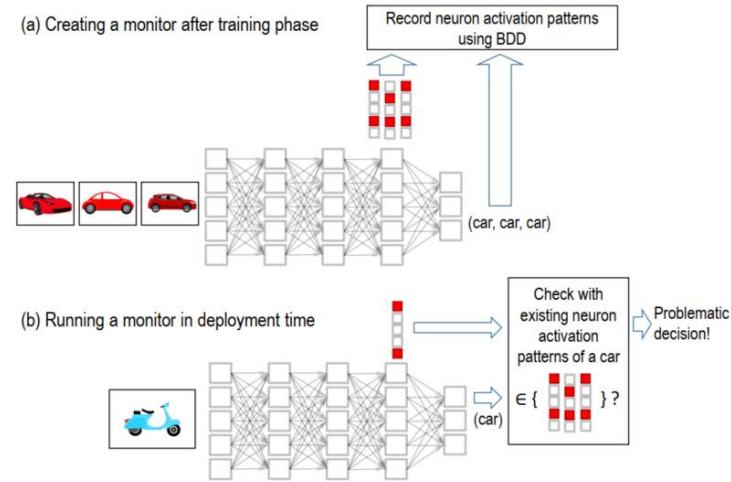 (a) Creating a monitor after training phase
Record neuron activation patterns
using BDD
(car, car, car)
(b) Running a monitor in deployment time
Check with
existing neuron
activation
patterns of a car
∈ { } ?
Problematic
decision!
(car)